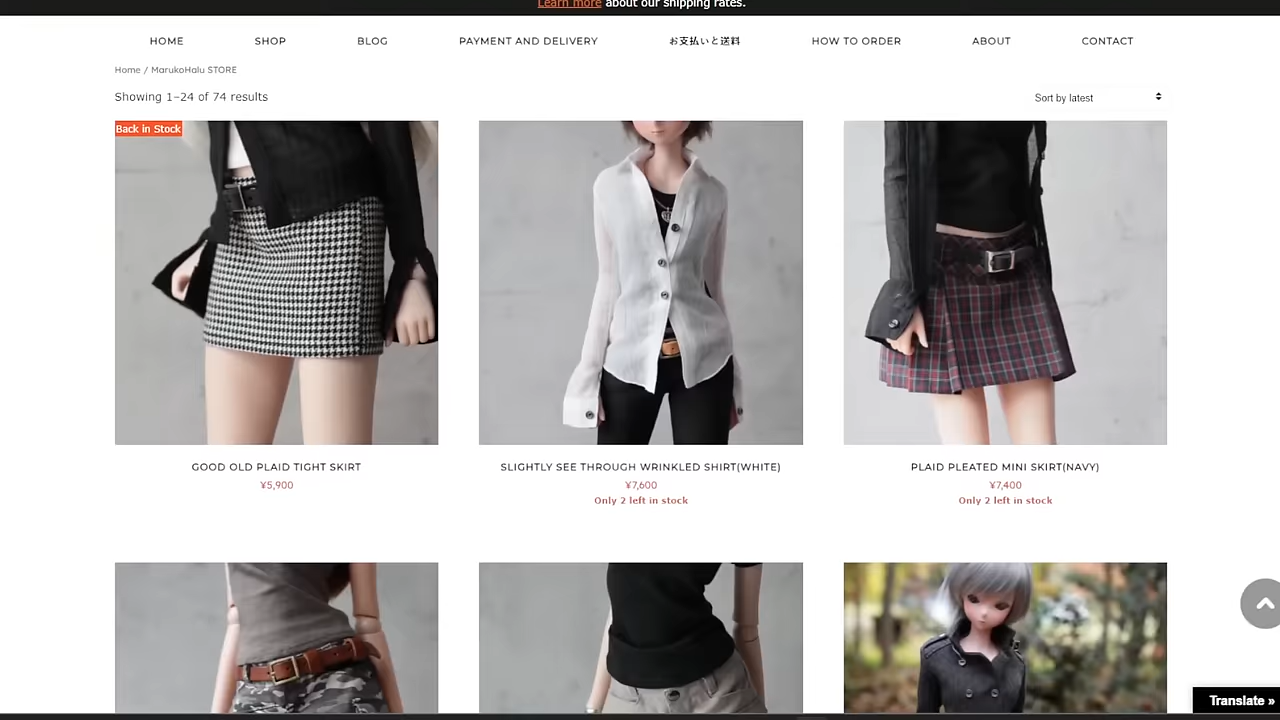 Learn more about our shipping rates.
HOME SHOP BLOG PAYMENT AND DELIVERY お支払いと送料 HOW TO ORDER ABOUT CONTACT
Home / MarukoHalu STORE
Showing 1–24 of 74 results
Sort by latest
Back in Stock
GOOD OLD PLAID TIGHT SKIRT
¥5,900
SLIGHTLY SEE THROUGH WRINKLED SHIRT(WHITE)
¥7,600
Only 2 left in stock
PLAID PLEATED MINI SKIRT(NAVY)
¥7,400
Only 2 left in stock
Translate »